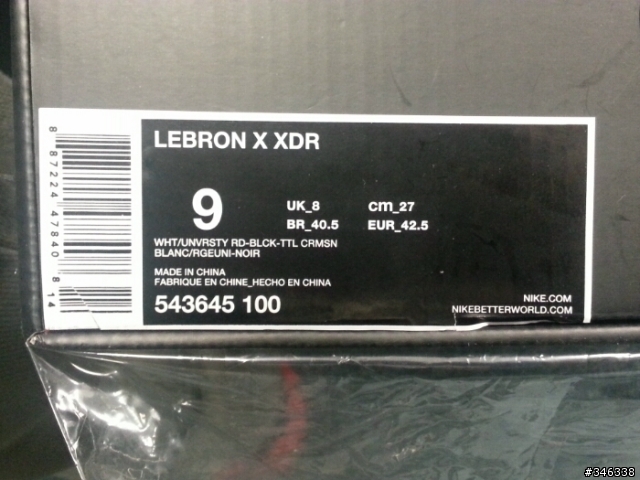 LEBRON X XDR
9
UK_8 cm_27
BR_40.5 EUR_42.5
WHT/UNVRSTY RD-BLCK-TTL CRMSN
BLANC/RGEUNI-NOIR
MADE IN CHINA
FABRIQUE EN CHINE_HECHO EN CHINA
543645 100
NIKE.COM
NIKEBETTERWORLD.COM
8 87224 47840 8
14
#346338